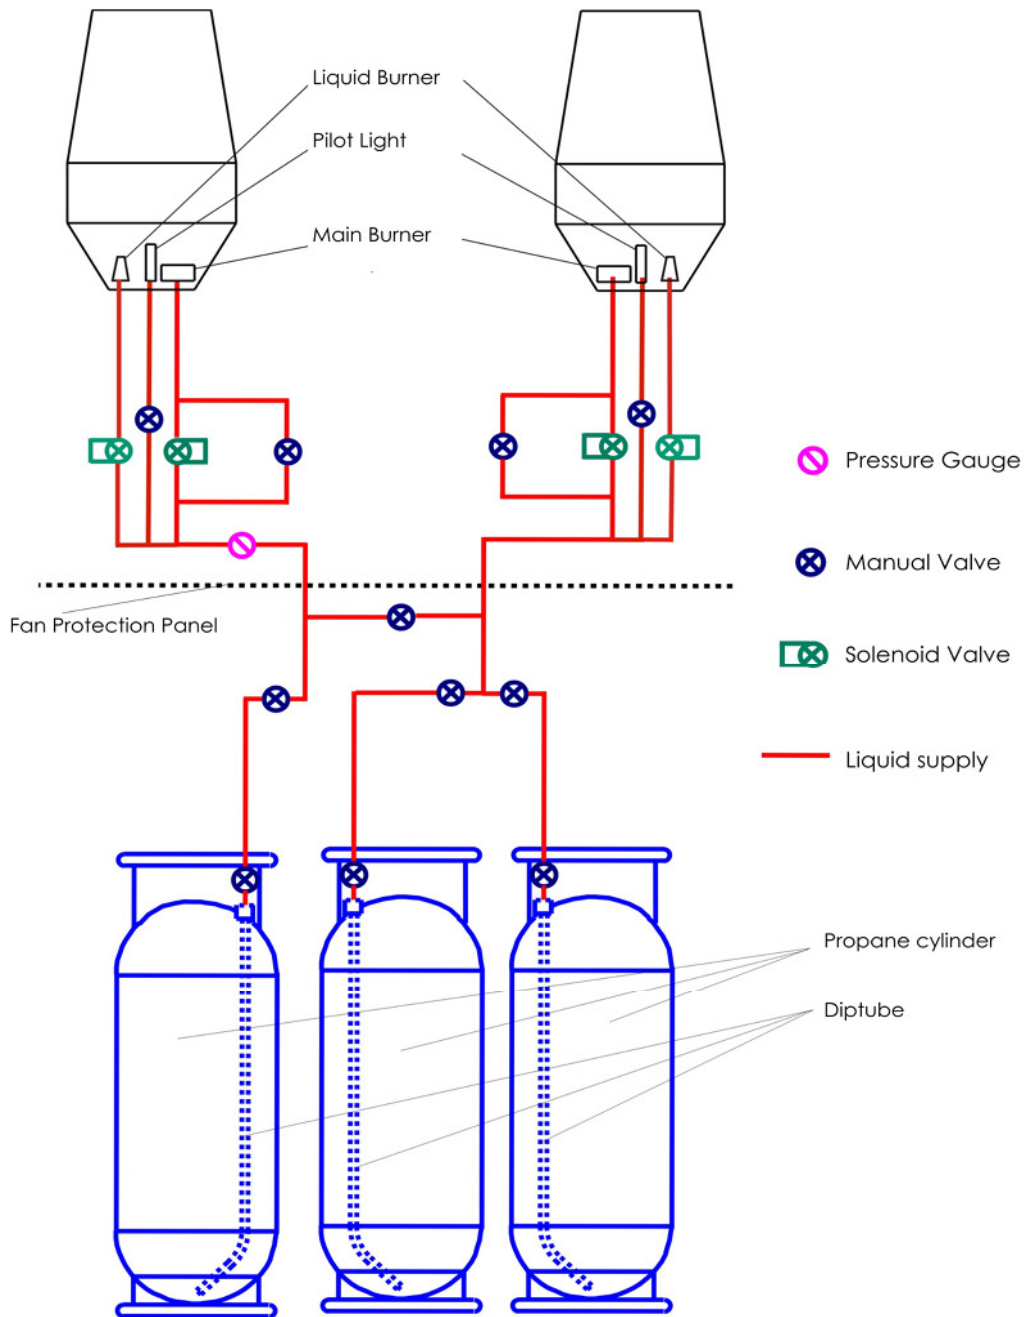 Liquid Burner
Pilot Light
Main Burner
Pressure Gauge
Manual Valve
Fan Protection Panel
Solenoid Valve
Liquid supply
Propane cylinder
Diptube